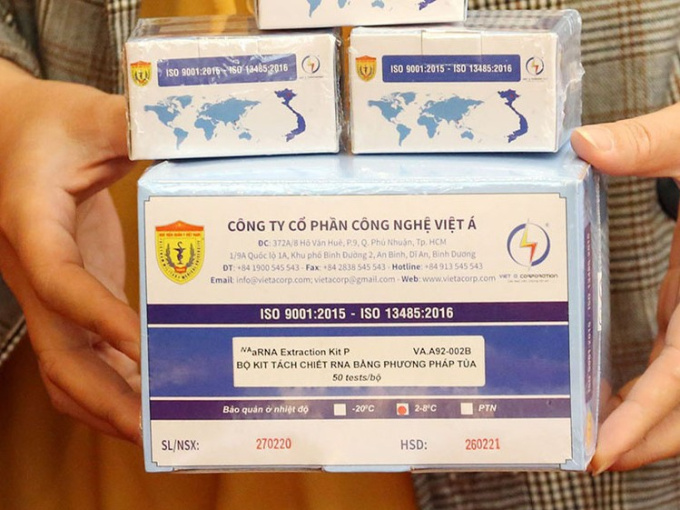 ISO 9001:2015 - ISO 13485:2016
ISO 9001:2015 - ISO 13485:2016
CÔNG TY CỔ PHẦN CÔNG NGHỆ VIỆT Á
ĐC: 372A/8 Hồ Văn Huê, P.9, Q. Phú Nhuận, Tp. HCM
1/9A Quốc lộ 1A, Khu phố Bình Đường 2, An Bình, Dĩ An, Bình Dương
ĐT: +84 1900 545 543 - Fax: +84 2838 545 543 - Hotline: +84 913 545 543
Email: info@vietacorp.com; vietacorp@gmail.com - Web: www.vietacorp.com
VIET A CORPORATION
ISO 9001:2015 - ISO 13485:2016
iVAaRNA Extraction Kit P VA.A92-002B
BỘ KIT TÁCH CHIẾT RNA BẰNG PHƯƠNG PHÁP TỦA
50 tests/bộ
Bảo quản ở nhiệt độ -20°C 2-8°C PTN
SL/NSX: 270220 HSD: 260221